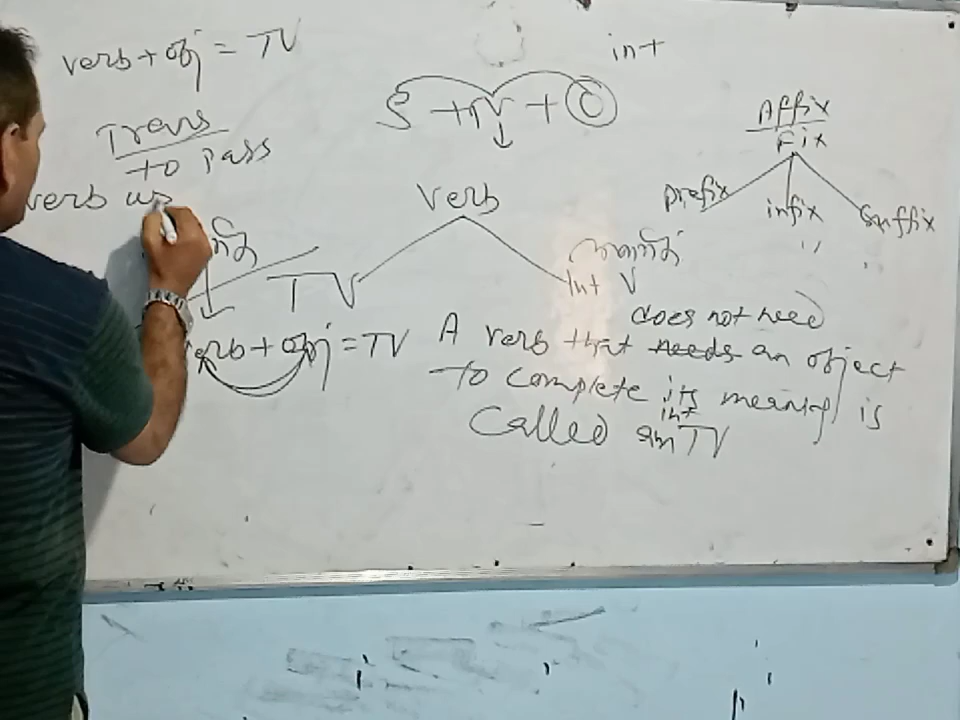 verb + obj = TV
int
S + TV + O
Trans
to pass
Affix
Fix
verb
verb
prefix
infix
suffix
TV
Int V
does not need
verb + obj = TV
A verb that needs an object
to complete its meaning is
int
Called an TV